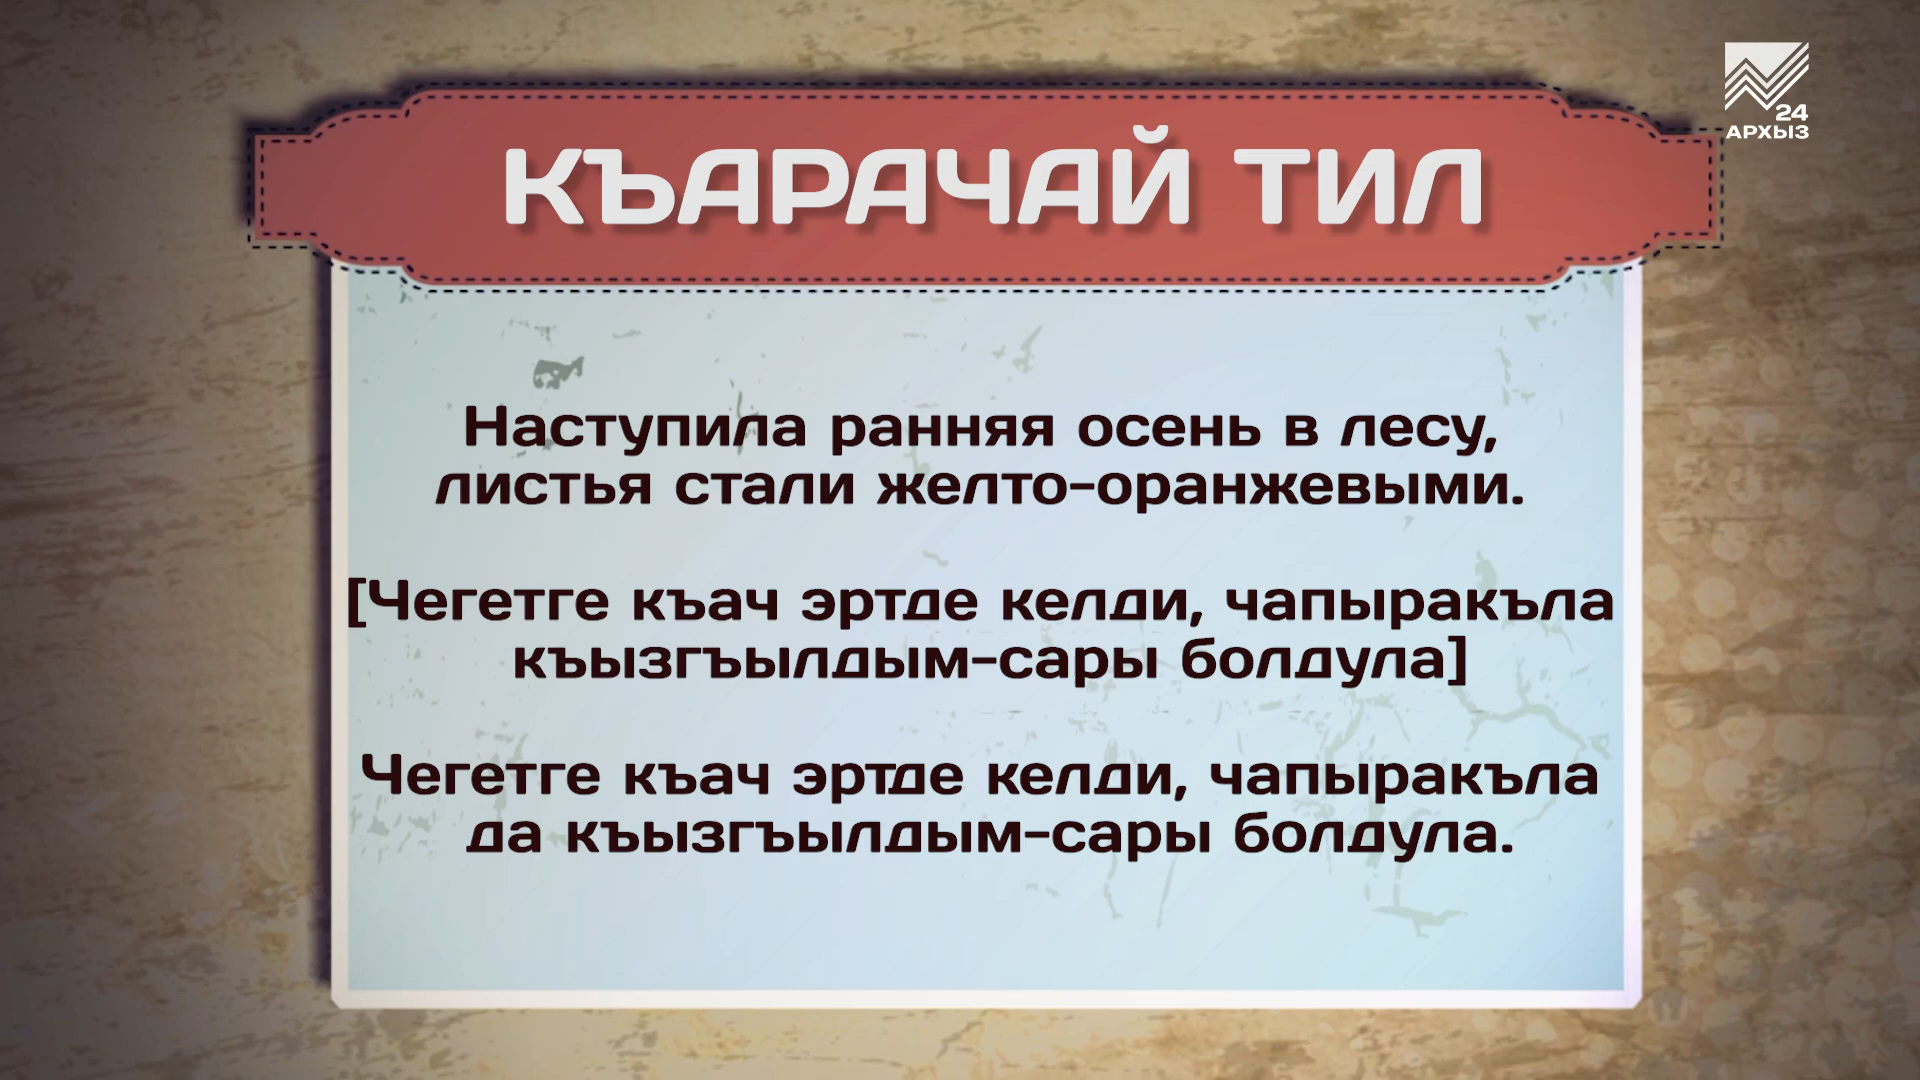 24
АРХЫЗ
КЪАРАЧАЙ ТИЛ
Наступила ранняя осень в лесу,
листья стали желто-оранжевыми.
[Чегетге къач эртде келди, чапыракъла
къызгъылдым-сары болдула]
Чегетге къач эртде келди, чапыракъла
да къызгъылдым-сары болдула.